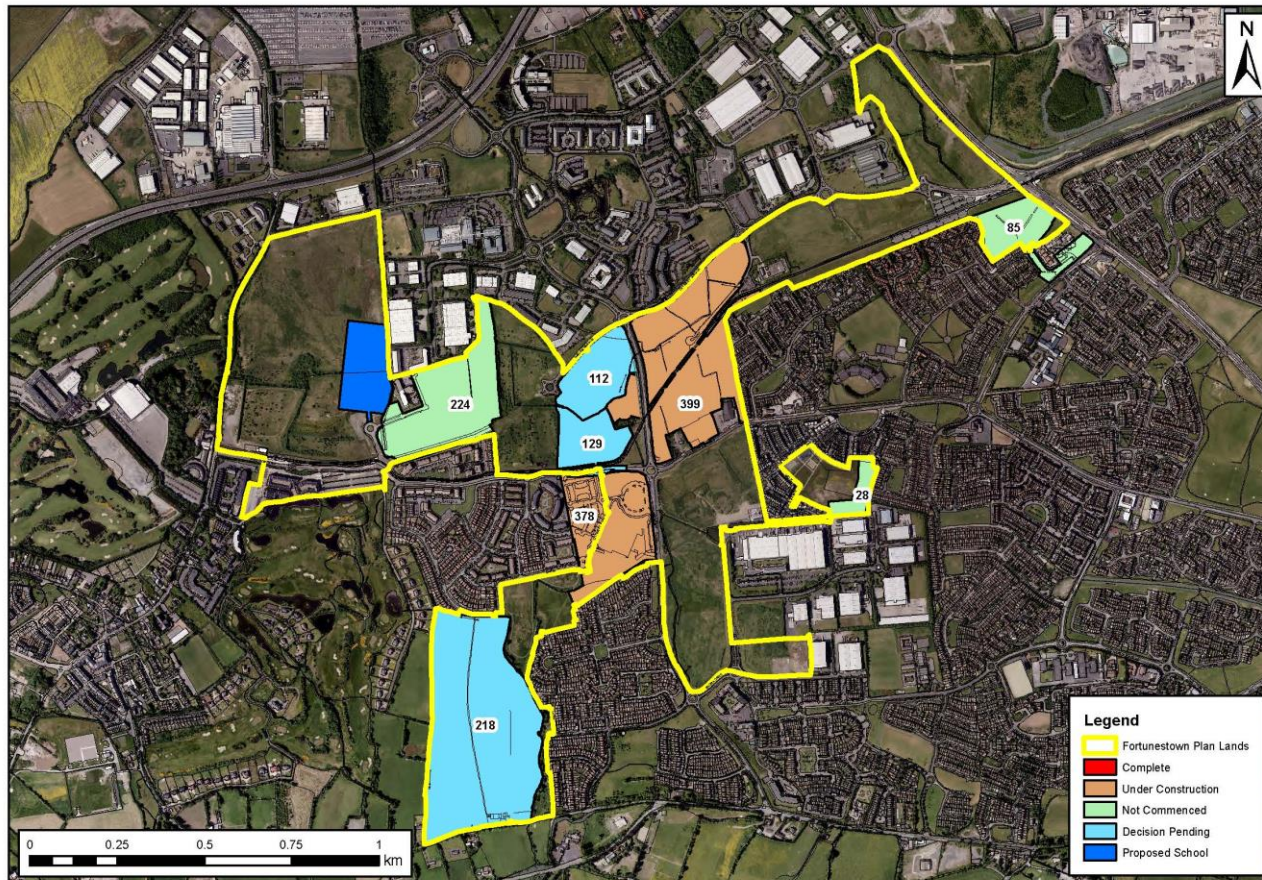 N
85
112
224
399
129
28
378
218
Legend
Fortunestown Plan Lands
Complete
Under Construction
Not Commenced
Decision Pending
Proposed School
0 0.25 0.5 0.75 1
km